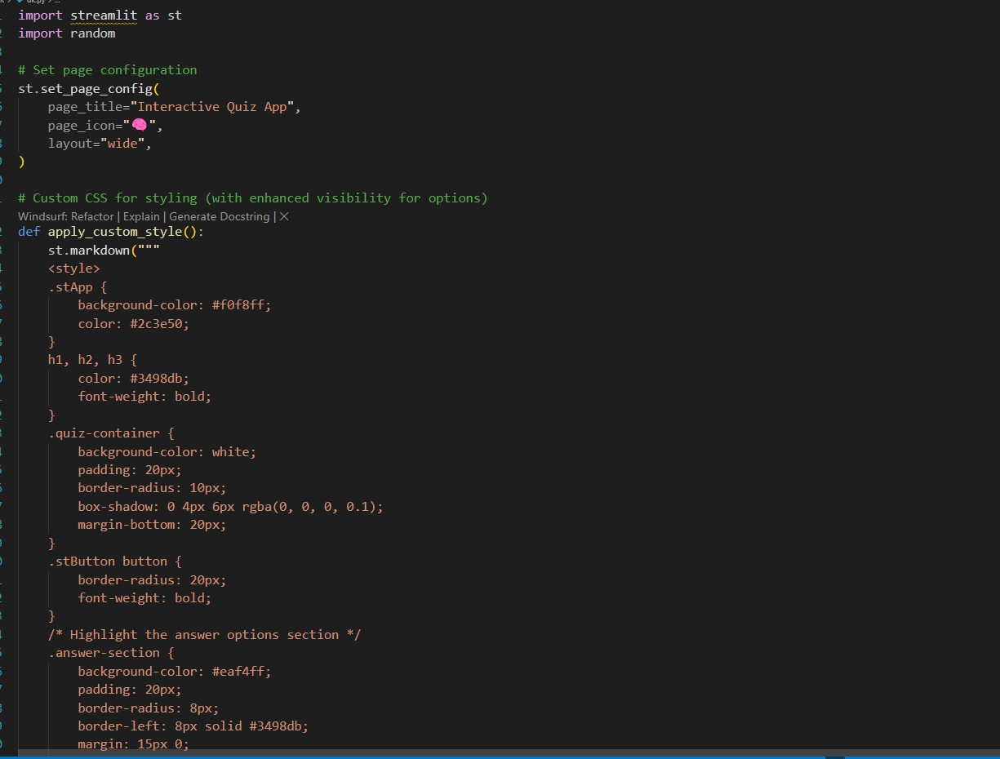 import streamlit as st
import random
# Set page configuration
st.set_page_config(
    page_title="Interactive Quiz App",
    page_icon="🧠",
    layout="wide",
)
# Custom CSS for styling (with enhanced visibility for options)
Windsurf: Refactor | Explain | Generate Docstring | ×
def apply_custom_style():
    st.markdown("""
    <style>
    .stApp {
        background-color: #f0f8ff;
        color: #2c3e50;
    }
    h1, h2, h3 {
        color: #3498db;
        font-weight: bold;
    }
    .quiz-container {
        background-color: white;
        padding: 20px;
        border-radius: 10px;
        box-shadow: 0 4px 6px rgba(0, 0, 0, 0.1);
        margin-bottom: 20px;
    }
    .stButton button {
        border-radius: 20px;
        font-weight: bold;
    }
    /* Highlight the answer options section */
    .answer-section {
        background-color: #eaf4ff;
        padding: 20px;
        border-radius: 8px;
        border-left: 8px solid #3498db;
        margin: 15px 0;